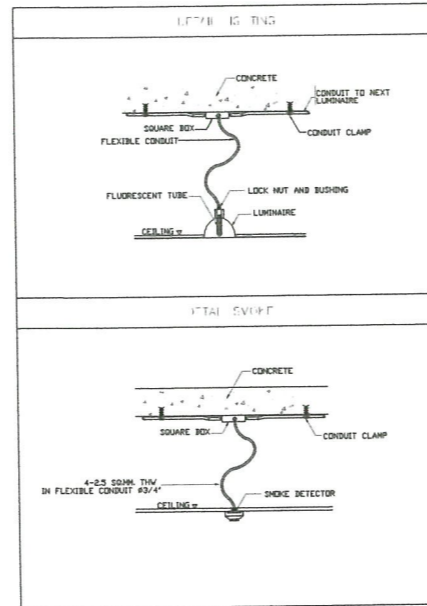 CONCRETE
CONDUIT TO NEXT
LUMINAIRE
SQUARE BOX
FLEXIBLE CONDUIT
CONDUIT CLAMP
LOCK NUT AND BUSHING
FLUORESCENT TUBE
LUMINAIRE
CEILING
CONCRETE
SQUARE BOX
CONDUIT CLAMP
4-2.5 SQ.MM. THW
IN FLEXIBLE CONDUIT Ø3/4"
SMOKE DETECTOR
CEILING